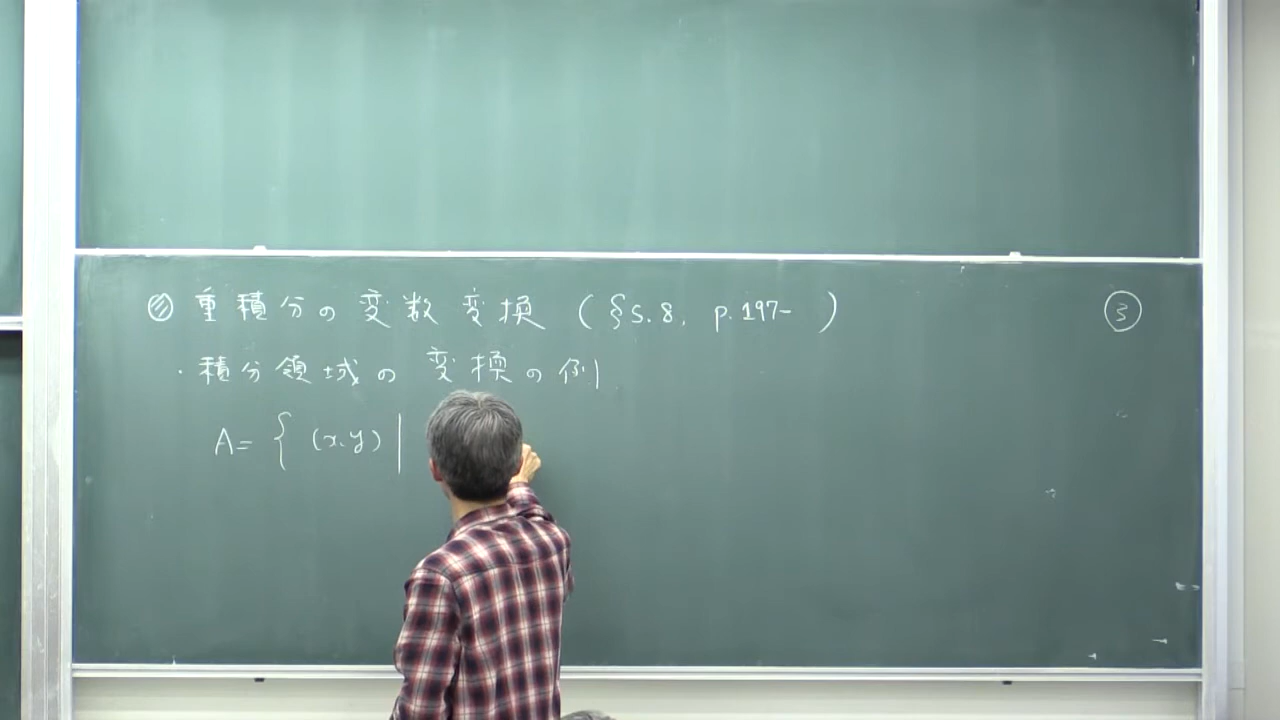 重積分の変数変換 (§5.8, p.197- )
③
・積分領域の変換の例
A= { (x,y) |